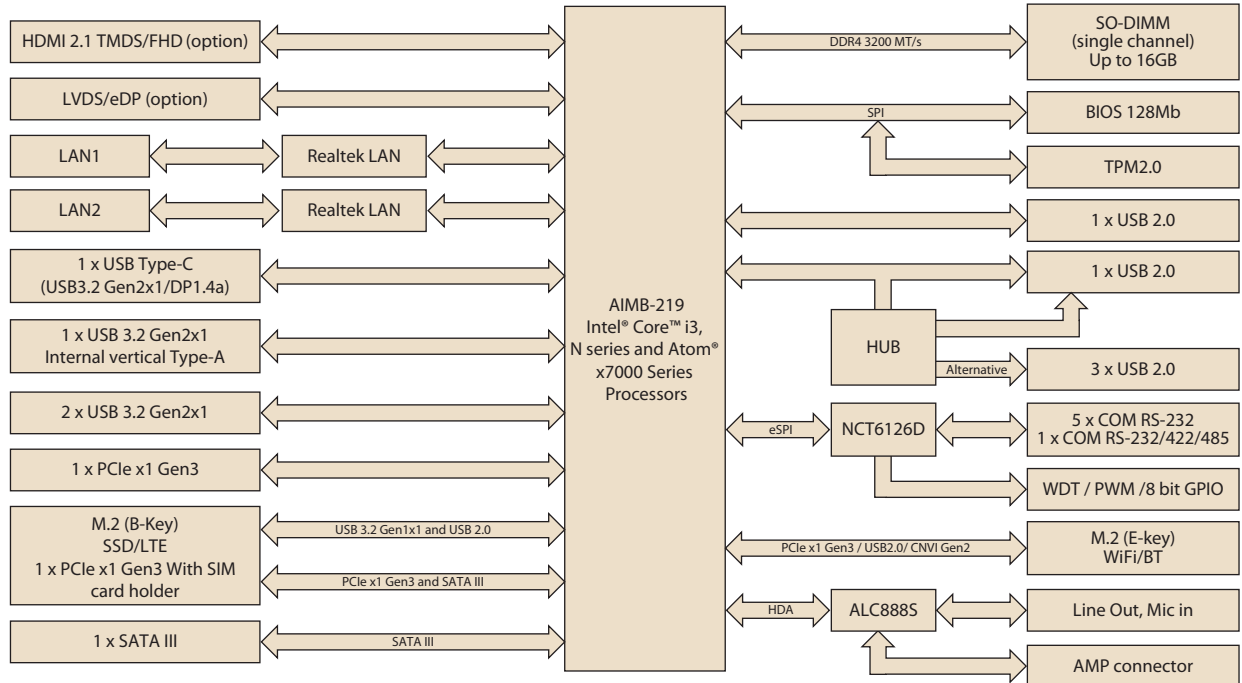 HDMI 2.1 TMDS/FHD (option)
LVDS/eDP (option)
LAN1
Realtek LAN
LAN2
Realtek LAN
1 x USB Type-C
(USB3.2 Gen2x1/DP1.4a)
1 x USB 3.2 Gen2x1
Internal vertical Type-A
2 x USB 3.2 Gen2x1
1 x PCIe x1 Gen3
M.2 (B-Key)
SSD/LTE
1 x PCIe x1 Gen3 With SIM
card holder
USB 3.2 Gen1x1 and USB 2.0
PCIe x1 Gen3 and SATA III
1 x SATA III
SATA III
AIMB-219
Intel® Core™ i3,
N series and Atom®
x7000 Series
Processors
DDR4 3200 MT/s
SO-DIMM
(single channel)
Up to 16GB
SPI
BIOS 128Mb
TPM2.0
1 x USB 2.0
1 x USB 2.0
HUB
Alternative
3 x USB 2.0
eSPI
NCT6126D
5 x COM RS-232
1 x COM RS-232/422/485
WDT / PWM /8 bit GPIO
PCIe x1 Gen3 / USB2.0/ CNVI Gen2
M.2 (E-key)
WiFi/BT
HDA
ALC888S
Line Out, Mic in
AMP connector